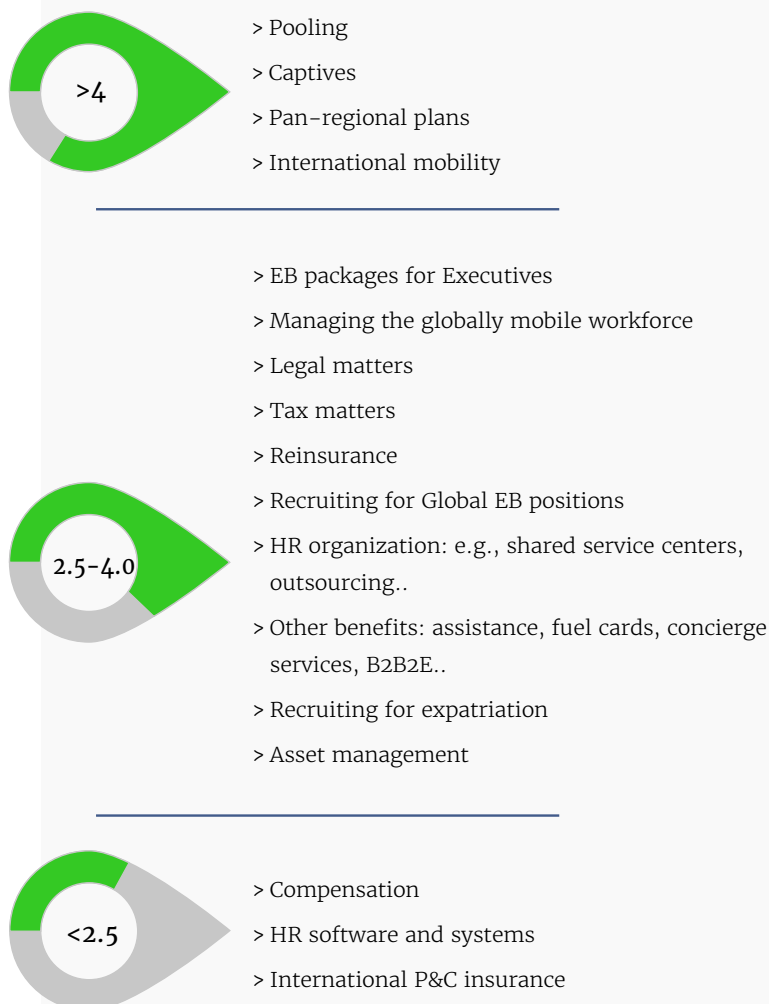 >4
> Pooling
> Captives
> Pan-regional plans
> International mobility
> EB packages for Executives
> Managing the globally mobile workforce
> Legal matters
> Tax matters
> Reinsurance
> Recruiting for Global EB positions
2.5-4.0
> HR organization: e.g., shared service centers,
outsourcing..
> Other benefits: assistance, fuel cards, concierge
services, B2B2E..
> Recruiting for expatriation
> Asset management
<2.5
> Compensation
> HR software and systems
> International P&C insurance